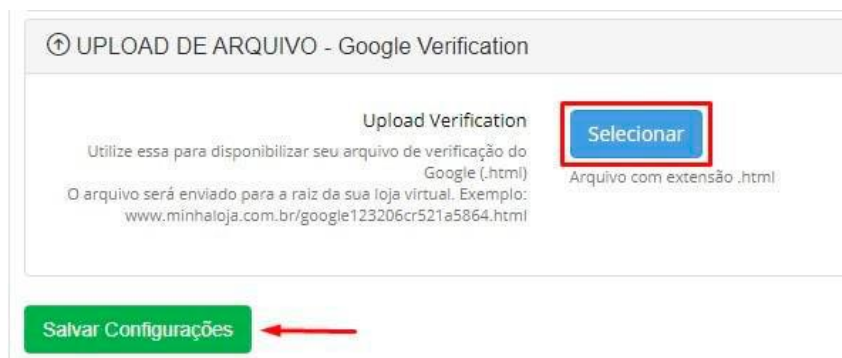 UPLOAD DE ARQUIVO - Google Verification
Upload Verification
Selecionar
Utilize essa para disponibilizar seu arquivo de verificação do
Google (.html)
Arquivo com extensão .html
O arquivo será enviado para a raiz da sua loja virtual. Exemplo:
www.minhaloja.com.br/google123206cr521a5864.html
Salvar Configurações